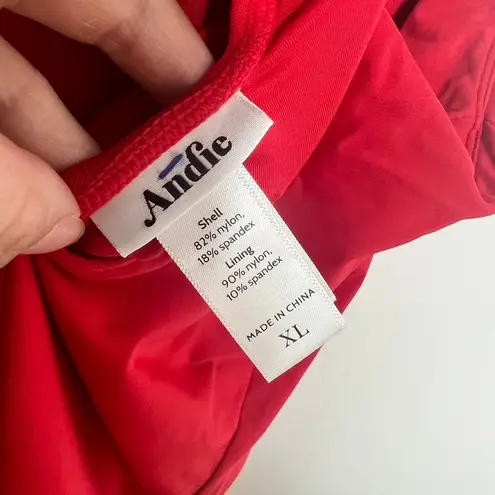 Andie
Shell
82% nylon,
18% spandex
Lining
90% nylon,
10% spandex
MADE IN CHINA
XL